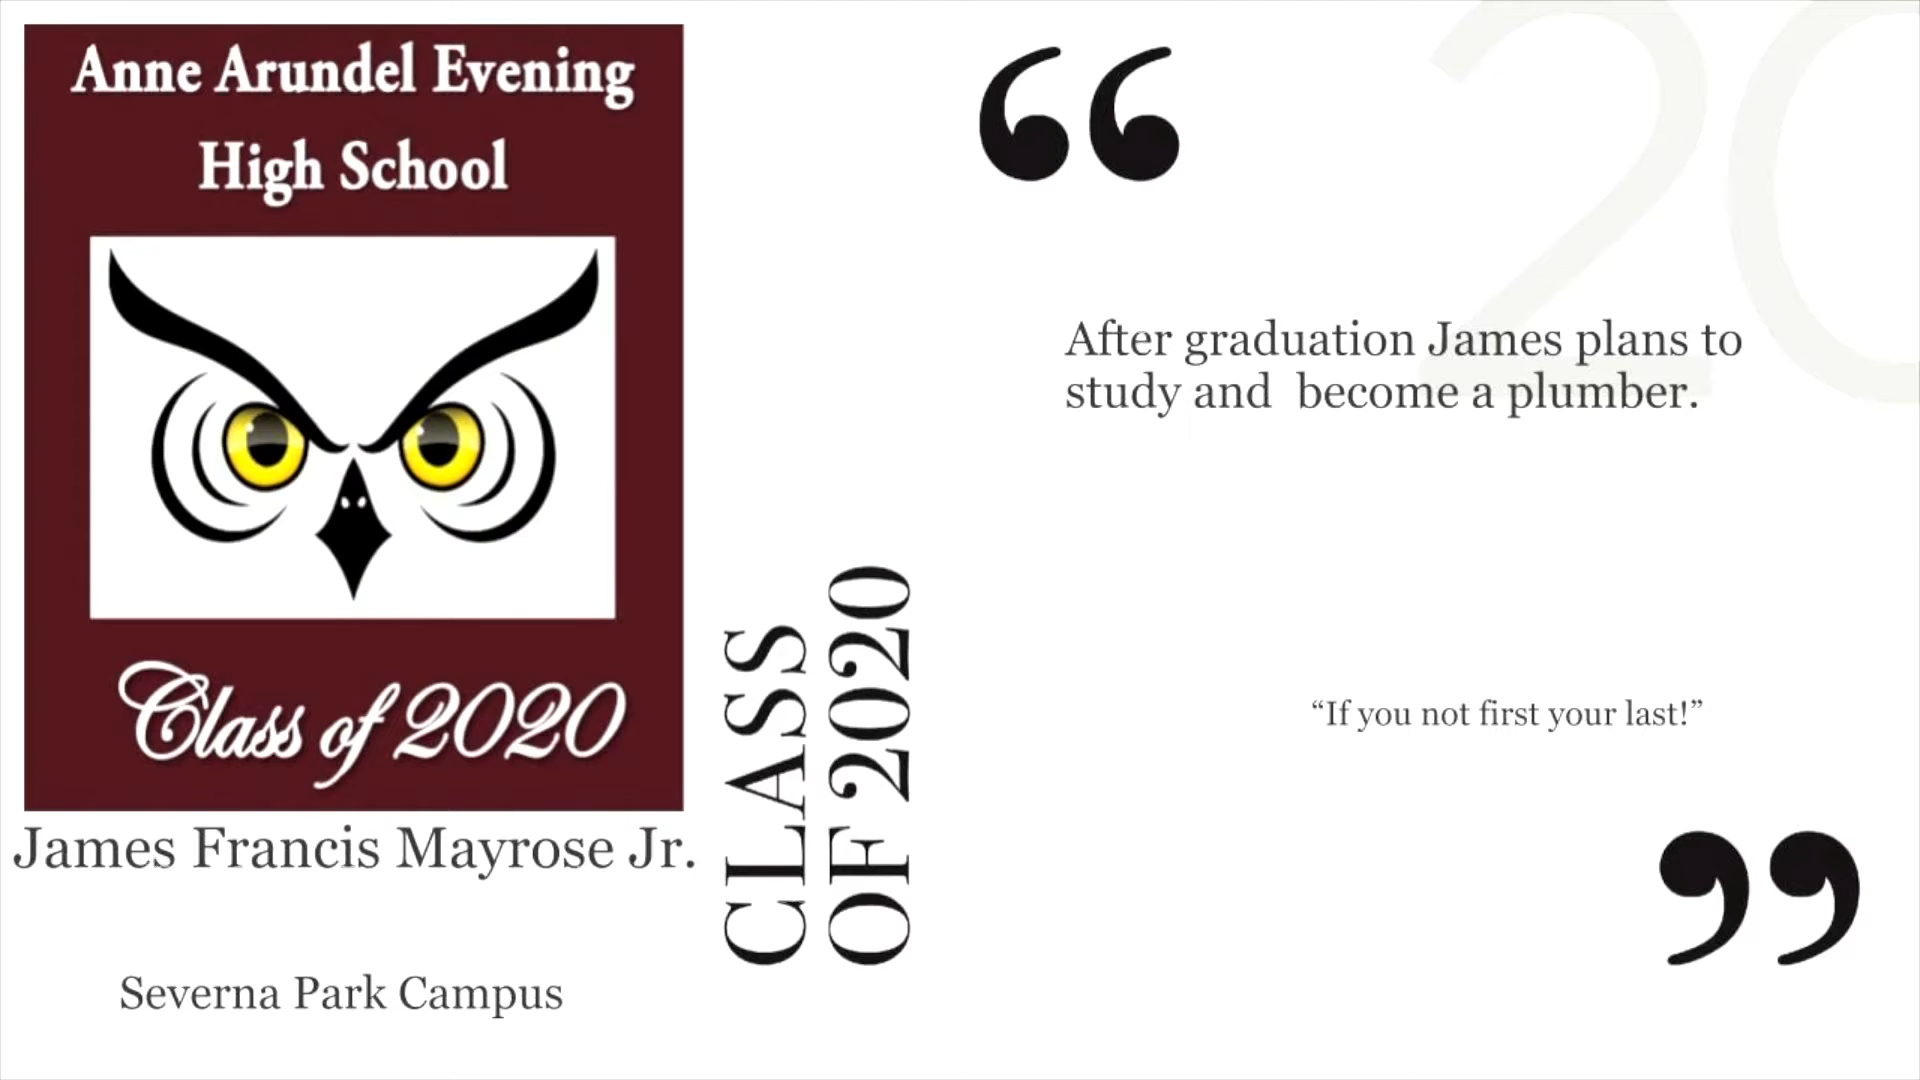 Anne Arundel Evening
High School
Class of 2020
James Francis Mayrose Jr.
Severna Park Campus
CLASS
OF 2020
“
20
After graduation James plans to
study and  become a plumber.
“If you not first your last!”
”